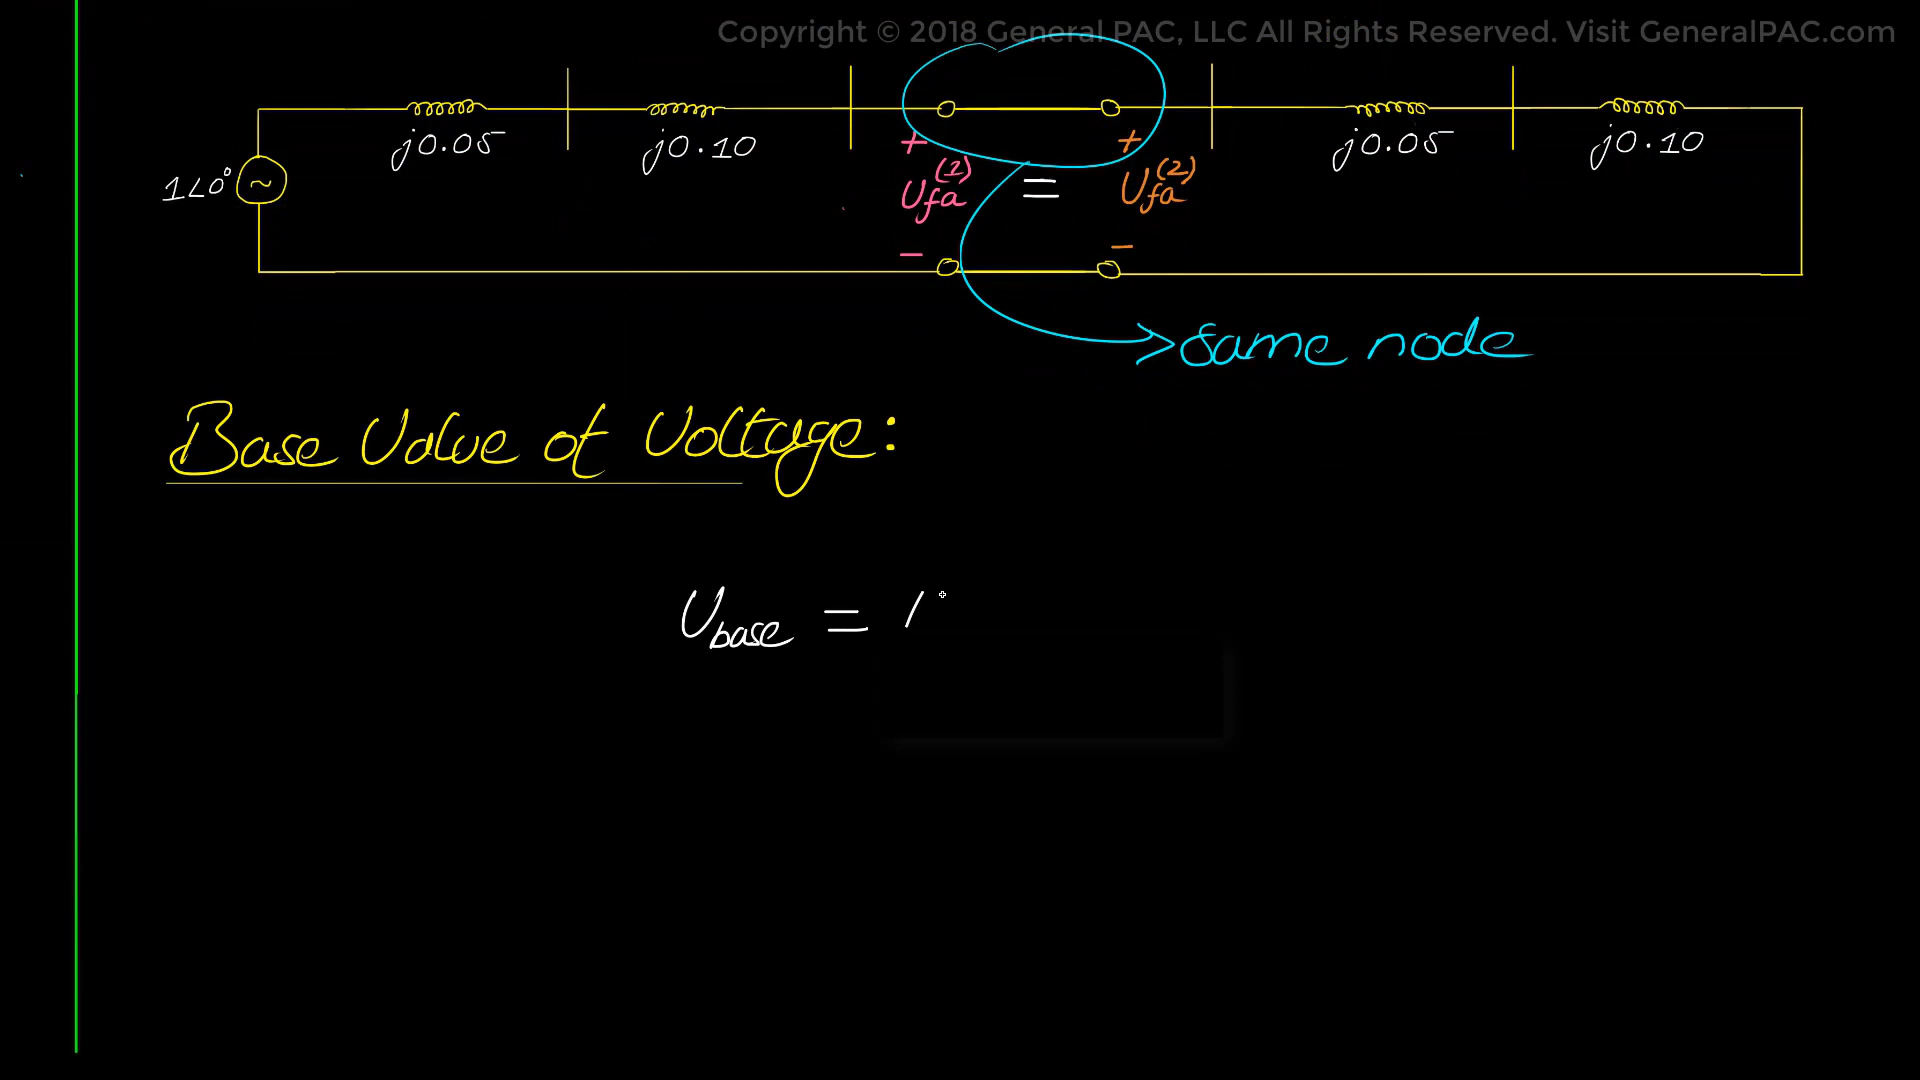 Copyright © 2018 General PAC, LLC All Rights Reserved. Visit GeneralPAC.com
1∠0° ~ j0.05 j0.10 + + j0.05 j0.10
Ufa(1) = Ufa(2)
− −
same node
Base Value of Voltage:
Ubase = 1